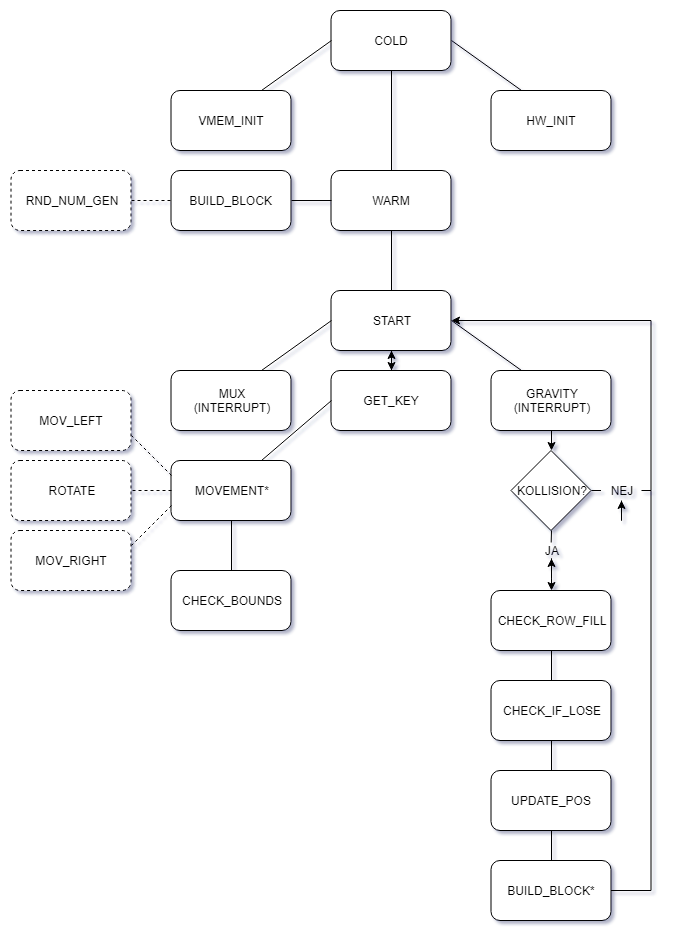 COLD
VMEM_INIT
HW_INIT
RND_NUM_GEN
BUILD_BLOCK
WARM
START
MUX
(INTERRUPT)
GET_KEY
GRAVITY
(INTERRUPT)
MOV_LEFT
ROTATE
MOV_RIGHT
MOVEMENT*
CHECK_BOUNDS
KOLLISION?
NEJ
JA
CHECK_ROW_FILL
CHECK_IF_LOSE
UPDATE_POS
BUILD_BLOCK*